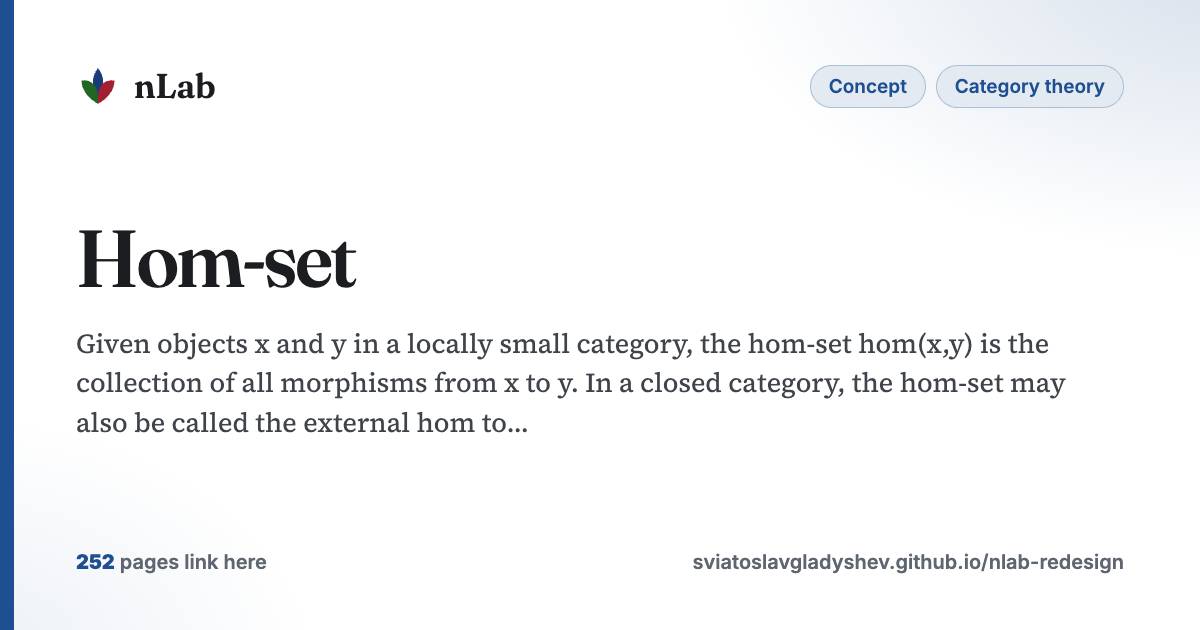 nLab
Concept
Category theory
Hom-set
Given objects x and y in a locally small category, the hom-set hom(x,y) is the
collection of all morphisms from x to y. In a closed category, the hom-set may
also be called the external hom to...
252 pages link here
sviatoslavgladyshev.github.io/nlab-redesign